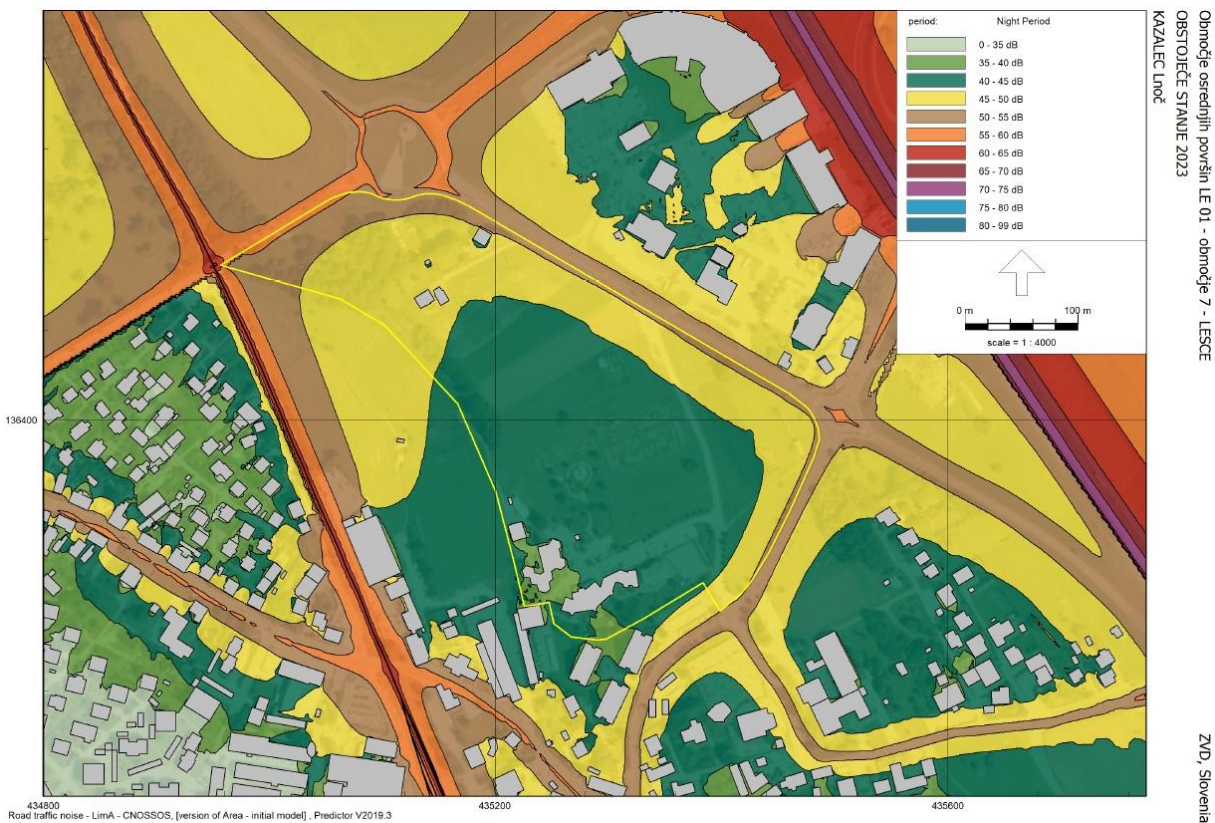 period: Night Period
0 - 35 dB
35 - 40 dB
40 - 45 dB
45 - 50 dB
50 - 55 dB
55 - 60 dB
60 - 65 dB
65 - 70 dB
70 - 75 dB
75 - 80 dB
80 - 99 dB
0 m 100 m
scale = 1 : 4000
Območje osrednjih površin LE 01 - območje 7 - LESCE
OBSTOJEČE STANJE 2023
KAZALEC Lnoč
ZVD, Slovenia
136400
434800 435200 435600
Road traffic noise - LimA - CNOSSOS, [version of Area - initial model] , Predictor V2019.3